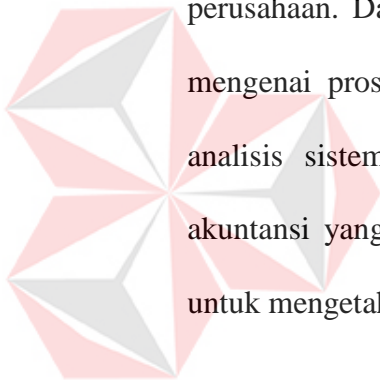 perusahaan. Da
mengenai pros
analisis sistem
akuntansi yang
untuk mengetal